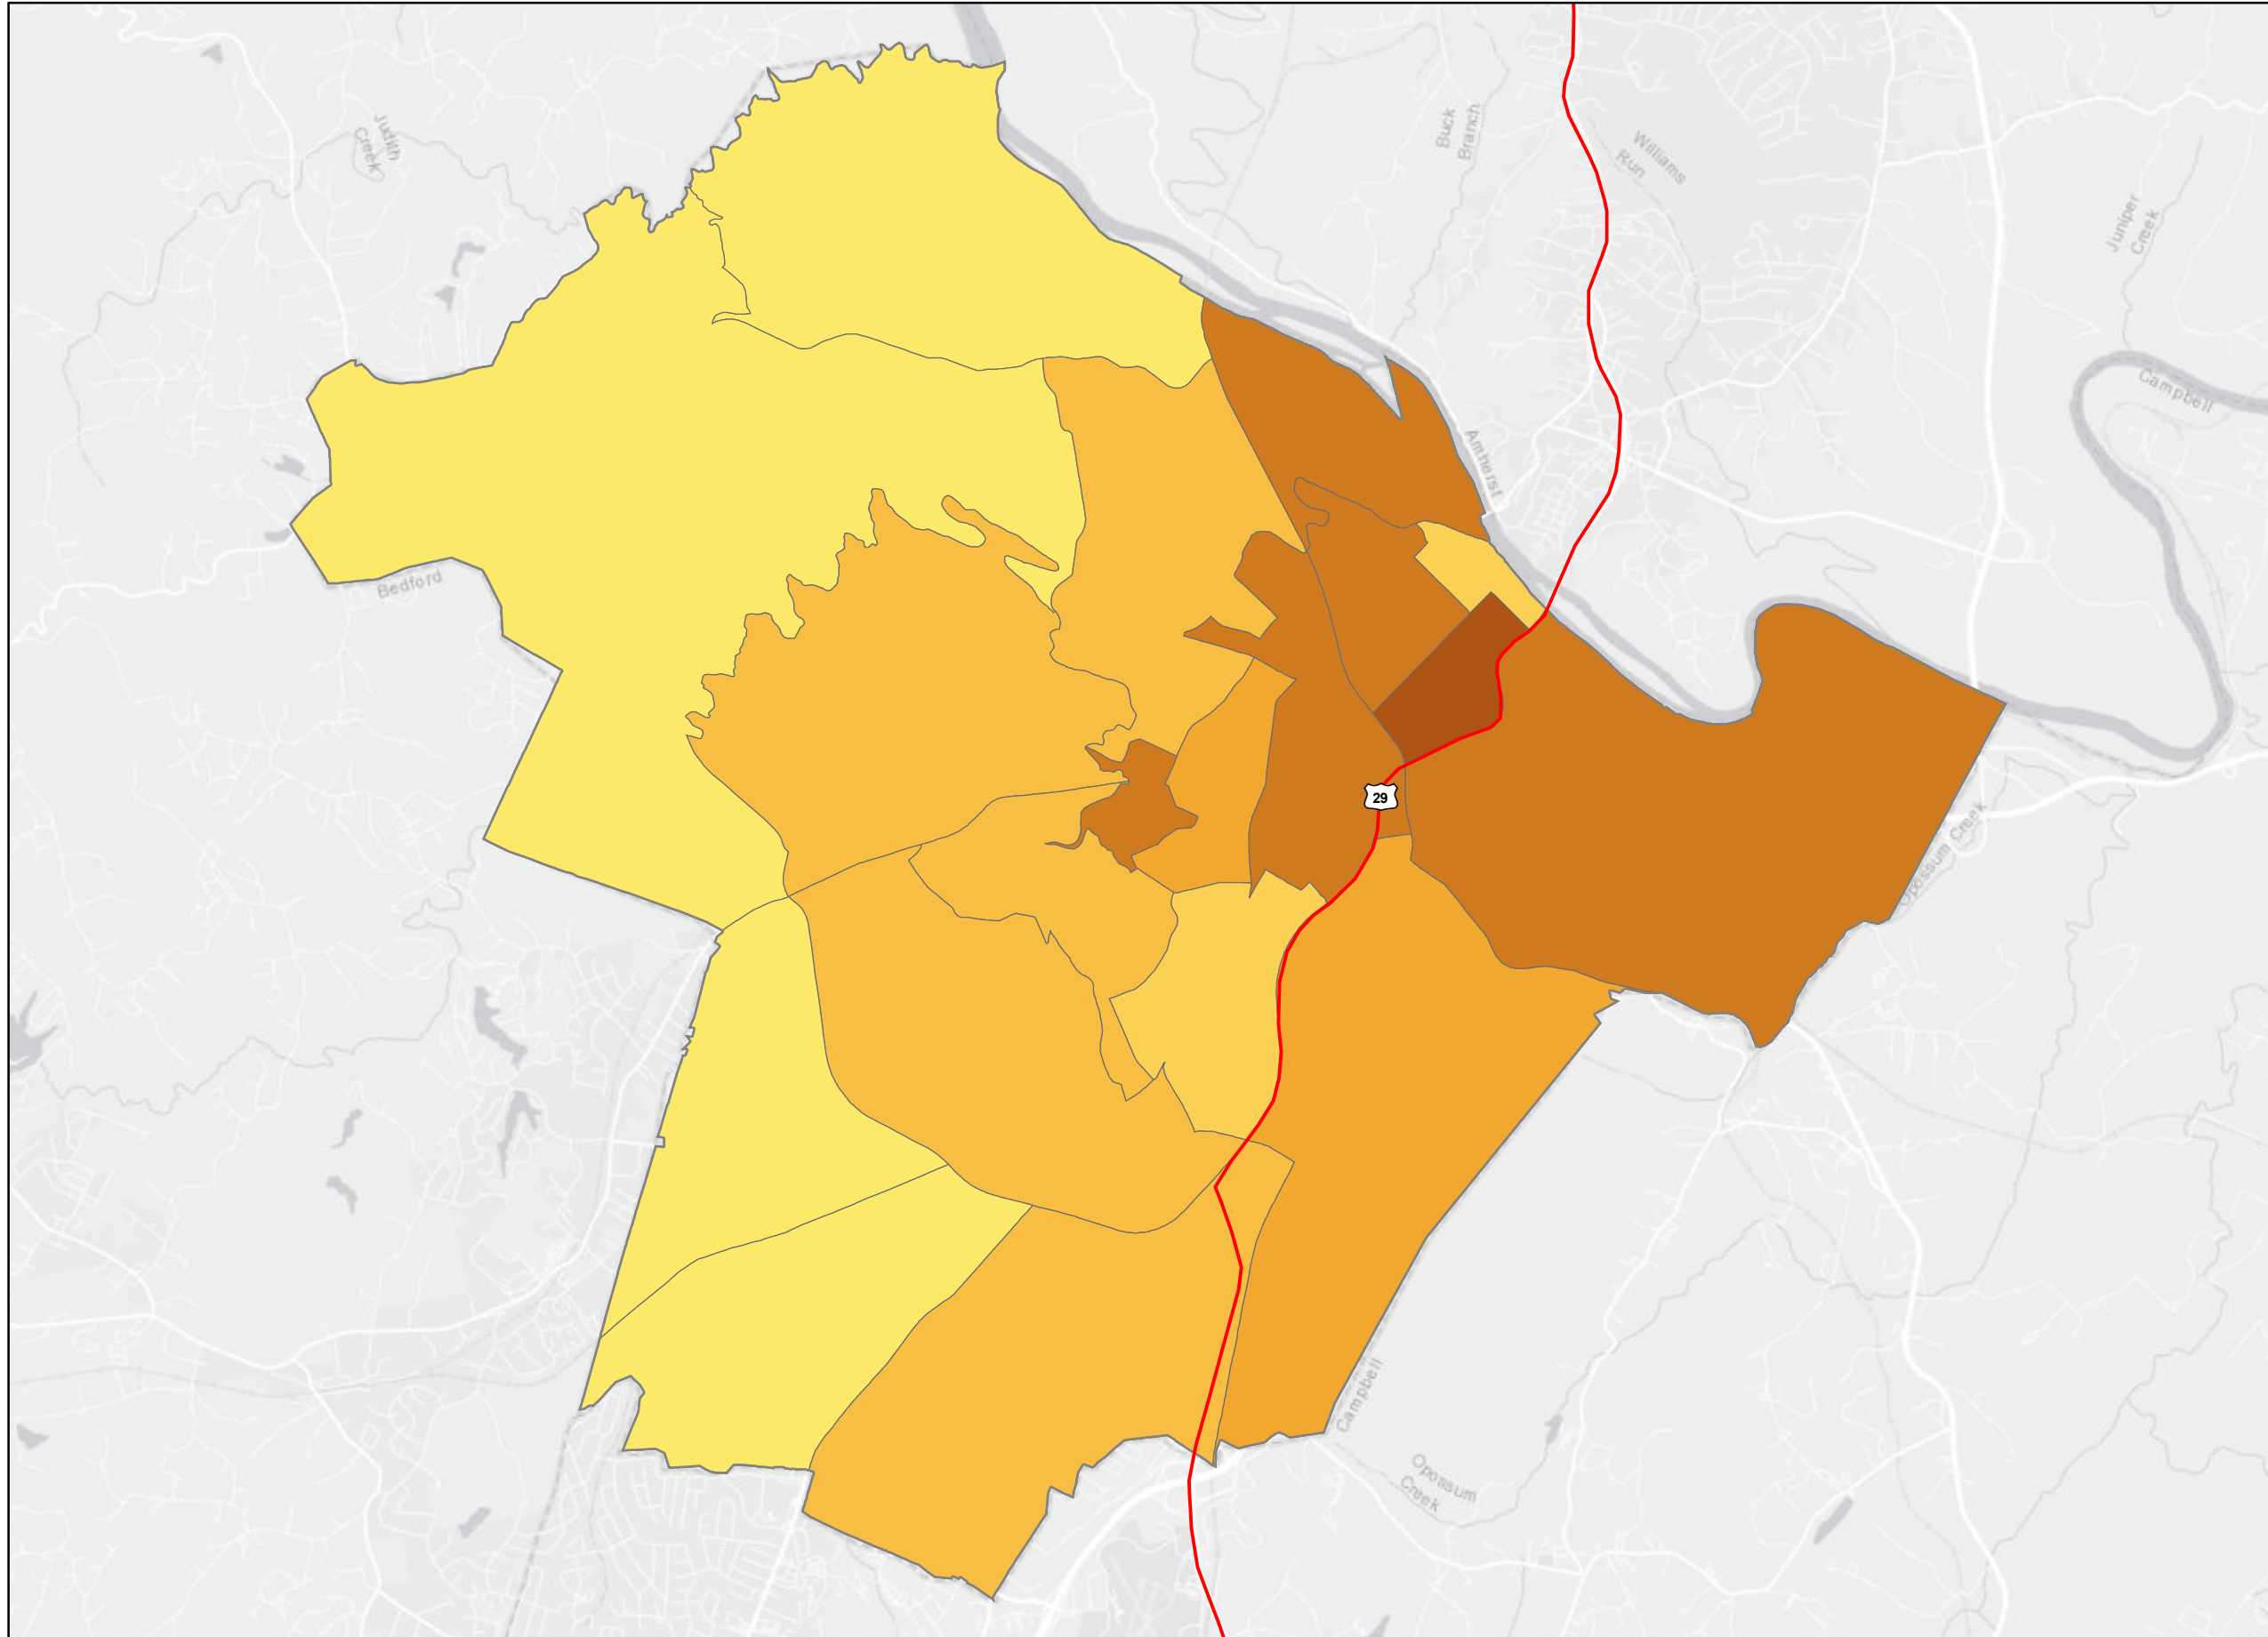 Judith
Creek
Buck
Branch
Williams
Run
Juniper
Creek
Campbell
Amherst
Bedford
29
Opossum Creek
Campbell
Opossum
Creek